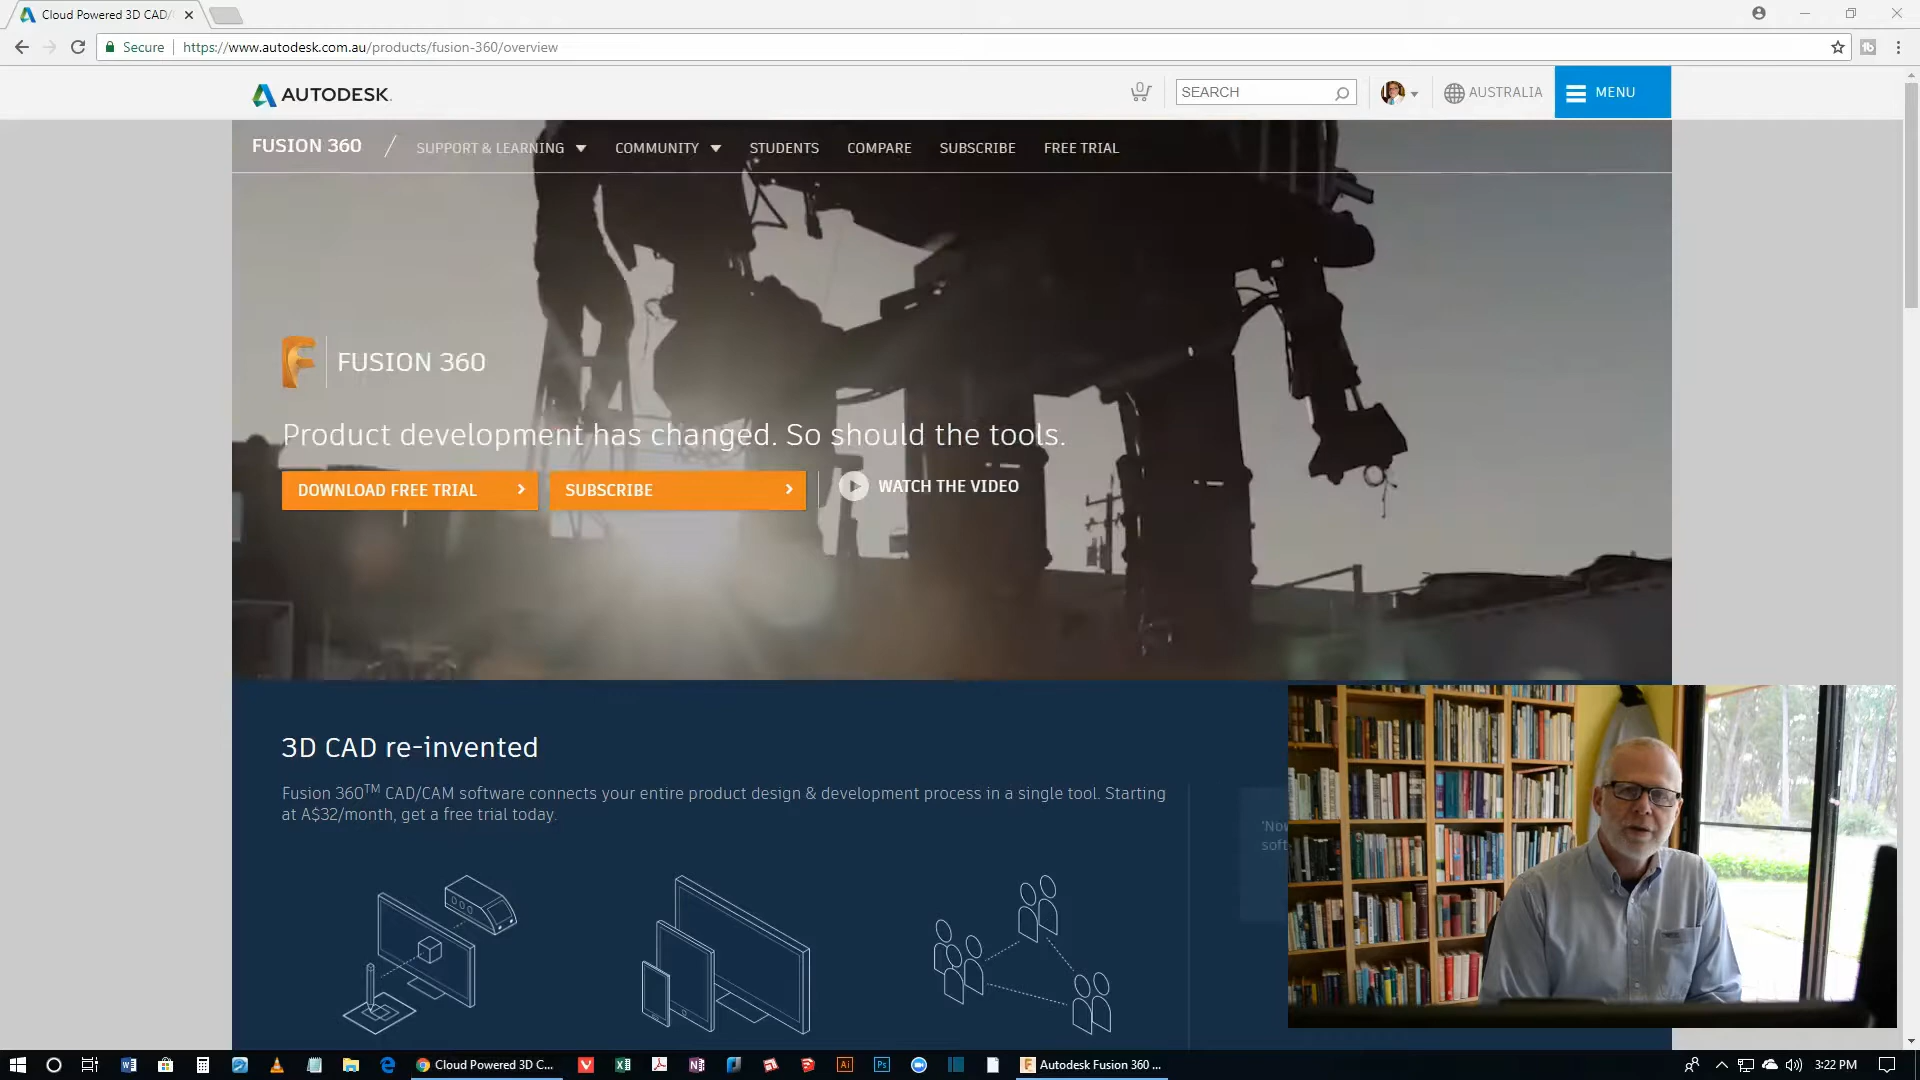 Cloud Powered 3D CAD/
Secure
https://www.autodesk.com.au/products/fusion-360/overview
AUTODESK.
0
SEARCH
AUSTRALIA
MENU
FUSION 360
SUPPORT & LEARNING
COMMUNITY
STUDENTS
COMPARE
SUBSCRIBE
FREE TRIAL
FUSION 360
Product development has changed. So should the tools.
DOWNLOAD FREE TRIAL
SUBSCRIBE
WATCH THE VIDEO
3D CAD re-invented
Fusion 360™ CAD/CAM software connects your entire product design & development process in a single tool. Starting
at A$32/month, get a free trial today.
Cloud Powered 3D C...
Autodesk Fusion 360 ...
3:22 PM